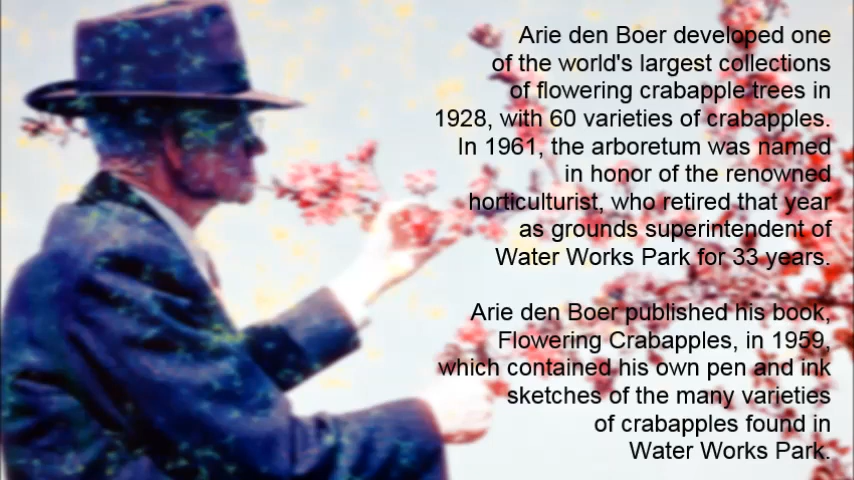 Arie den Boer developed one
of the world's largest collections
of flowering crabapple trees in
1928, with 60 varieties of crabapples.
In 1961, the arboretum was named
in honor of the renowned
horticulturist, who retired that year
as grounds superintendent of
Water Works Park for 33 years.
Arie den Boer published his book,
Flowering Crabapples, in 1959,
which contained his own pen and ink
sketches of the many varieties
of crabapples found in
Water Works Park.